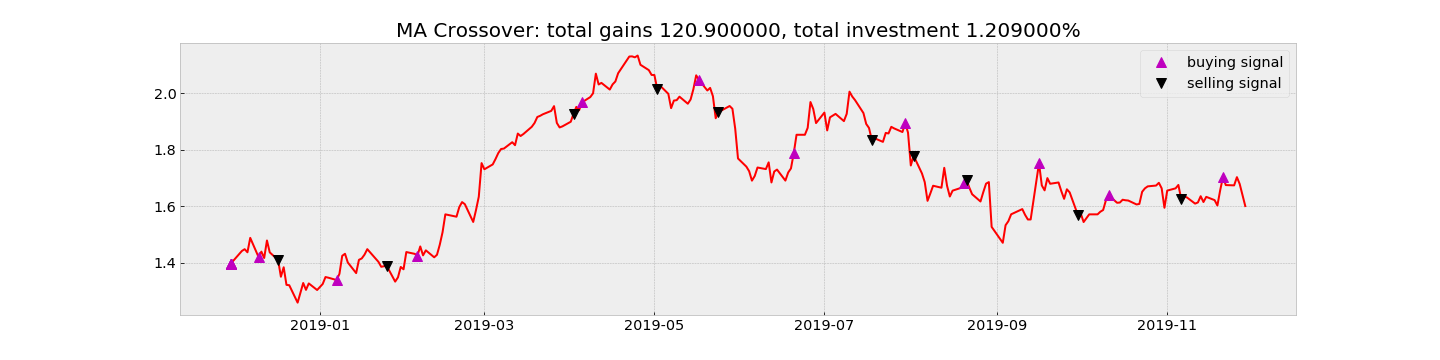 MA Crossover: total gains 120.900000, total investment 1.209000%
buying signal
selling signal
2.0
1.8
1.6
1.4
2019-01 2019-03 2019-05 2019-07 2019-09 2019-11